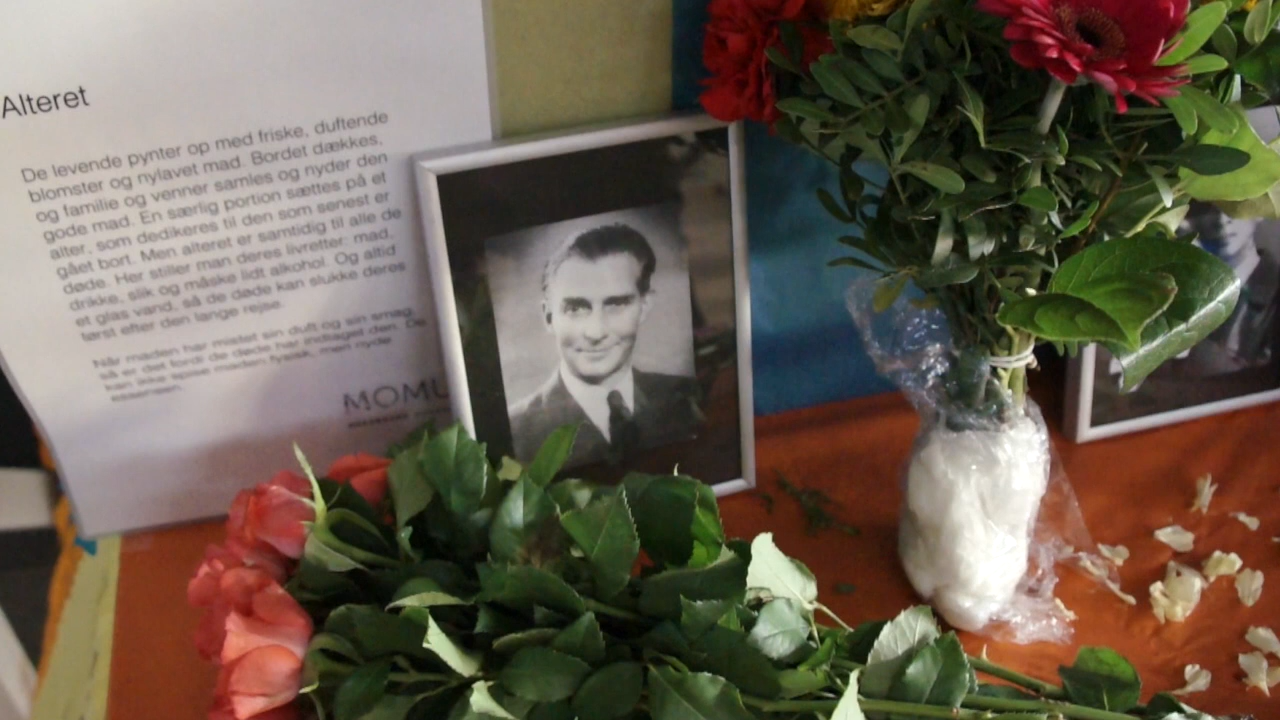 Alteret
De levende pynter op med friske, duftende
blomster og nylavet mad. Bordet dækkes,
og familie og venner samles og nyder den
gode mad. En særlig portion sættes på et
alter, som dedikeres til den som senest er
gået bort. Men alteret er samtidig til alle de
døde. Her stiller man deres livretter: mad,
drikke, slik og måske lidt alkohol. Og altid
et glas vand, så de døde kan slukke deres
tørst efter den lange rejse.
Når maden har mistet sin duft og sin smag,
så er det fordi de døde har indtaget den. De
kan ikke spise maden fysisk, men nyde
essensen.
MOMU